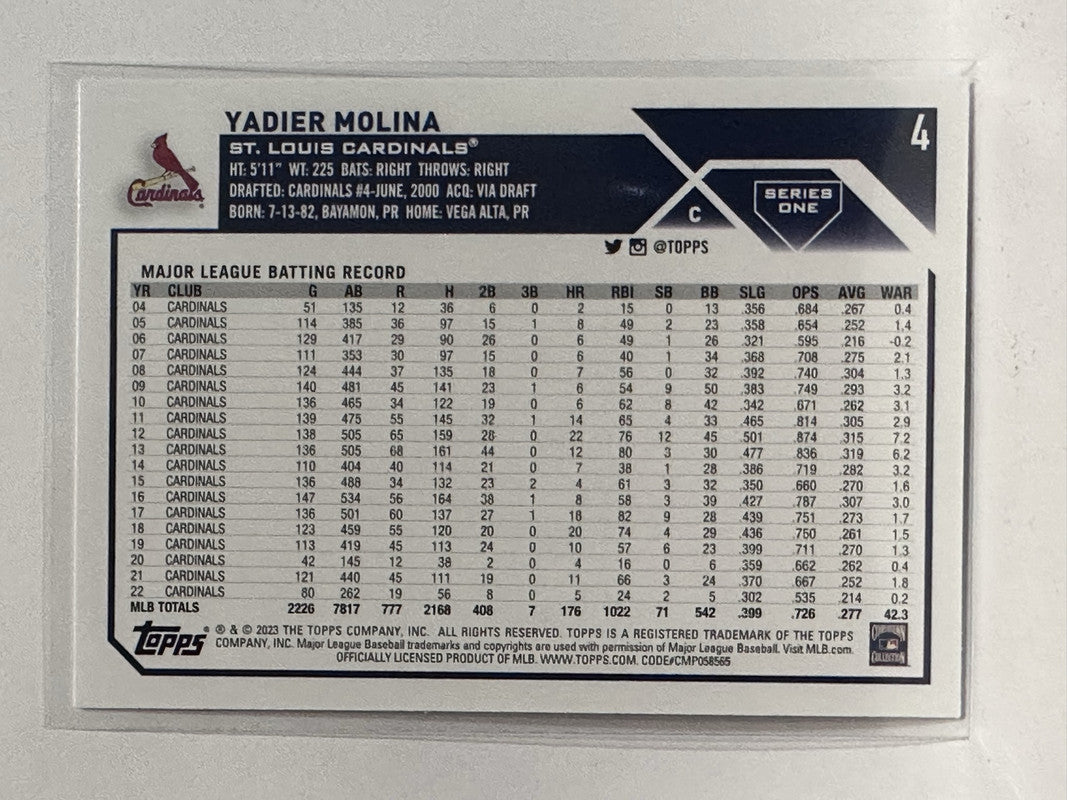 YADIER MOLINA
4
ST. LOUIS CARDINALS®
Cardinals
HT: 5'11" WT: 225 BATS: RIGHT THROWS: RIGHT
DRAFTED: CARDINALS #4-JUNE, 2000 ACQ: VIA DRAFT
BORN: 7-13-82, BAYAMON, PR HOME: VEGA ALTA, PR
C
SERIES
ONE
@TOPPS
MAJOR LEAGUE BATTING RECORD
YR CLUB G AB R H 2B 3B HR RBI SB BB SLG OPS AVG WAR
04 CARDINALS 51 135 12 36 6 0 2 15 0 13 .356 .684 .267 0.4
05 CARDINALS 114 385 36 97 15 1 8 49 2 23 .358 .654 .252 1.4
06 CARDINALS 129 417 29 90 26 0 6 49 1 26 .321 .595 .216 -0.2
07 CARDINALS 111 353 30 97 15 0 6 40 1 34 .368 .708 .275 2.1
08 CARDINALS 124 444 37 135 18 0 7 56 0 32 .392 .740 .304 1.3
09 CARDINALS 140 481 45 141 23 1 6 54 9 50 .383 .749 .293 3.2
10 CARDINALS 136 465 34 122 19 0 6 62 8 42 .342 .671 .262 3.1
11 CARDINALS 139 475 55 145 32 1 14 65 4 33 .465 .814 .305 2.9
12 CARDINALS 138 505 65 159 28 0 22 76 12 45 .501 .874 .315 7.2
13 CARDINALS 136 505 68 161 44 0 12 80 3 30 .477 .836 .319 6.2
14 CARDINALS 110 404 40 114 21 0 7 38 1 28 .386 .719 .282 3.2
15 CARDINALS 136 488 34 132 23 2 4 61 3 32 .350 .660 .270 1.6
16 CARDINALS 147 534 56 164 38 1 8 58 3 39 .427 .787 .307 3.0
17 CARDINALS 136 501 60 137 27 1 18 82 9 28 .439 .751 .273 1.7
18 CARDINALS 123 459 55 120 20 0 20 74 4 29 .436 .750 .261 1.5
19 CARDINALS 113 419 45 113 24 0 10 57 6 23 .399 .711 .270 1.3
20 CARDINALS 42 145 12 38 2 0 4 16 0 6 .359 .662 .262 0.4
21 CARDINALS 121 440 45 111 19 0 11 66 3 24 .370 .667 .252 1.8
22 CARDINALS 80 262 19 56 8 0 5 24 2 5 .302 .535 .214 0.2
MLB TOTALS 2226 7817 777 2168 408 7 176 1022 71 542 .399 .726 .277 42.3
Topps® ® & © 2023 THE TOPPS COMPANY, INC. ALL RIGHTS RESERVED. TOPPS IS A REGISTERED TRADEMARK OF THE TOPPS
COMPANY, INC. Major League Baseball trademarks and copyrights are used with permission of Major League Baseball. Visit MLB.com.
OFFICIALLY LICENSED PRODUCT OF MLB. WWW.TOPPS.COM. CODE#CMP058565
COLLECTION